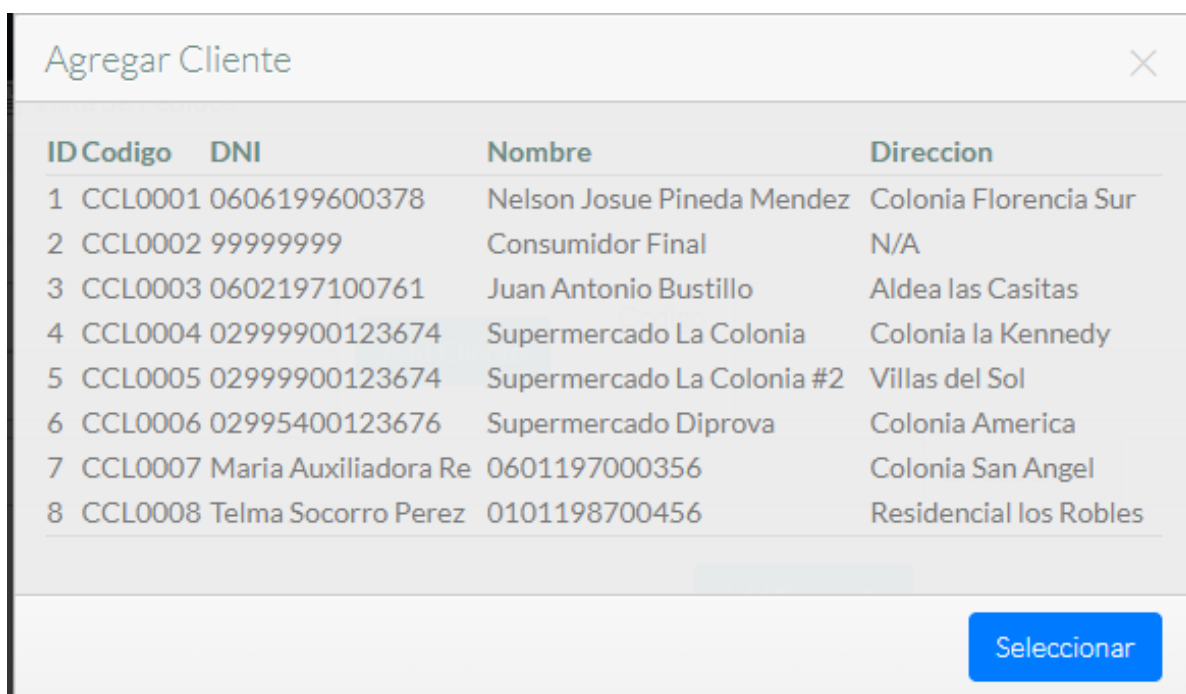 Agregar Cliente
ID Codigo DNI Nombre Direccion
1 CCL0001 0606199600378 Nelson Josue Pineda Mendez Colonia Florencia Sur
2 CCL0002 99999999 Consumidor Final N/A
3 CCL0003 0602197100761 Juan Antonio Bustillo Aldea las Casitas
4 CCL0004 02999900123674 Supermercado La Colonia Colonia la Kennedy
5 CCL0005 02999900123674 Supermercado La Colonia #2 Villas del Sol
6 CCL0006 02995400123676 Supermercado Diprova Colonia America
7 CCL0007 Maria Auxiliadora Re 0601197000356 Colonia San Angel
8 CCL0008 Telma Socorro Perez 0101198700456 Residencial los Robles
Seleccionar